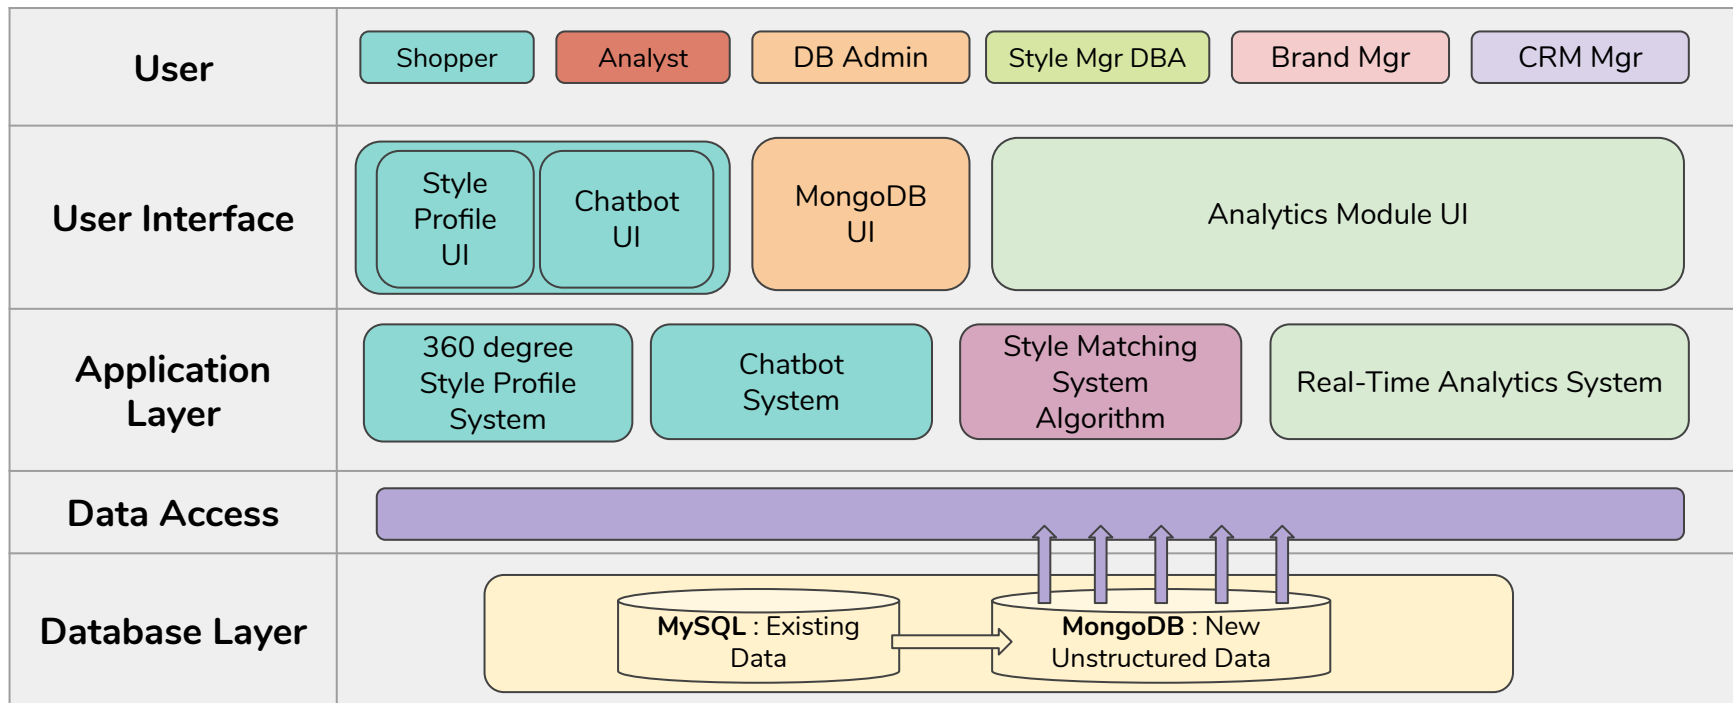 User
Shopper
Analyst
DB Admin
Style Mgr DBA
Brand Mgr
CRM Mgr
User Interface
Style
Profile
UI
Chatbot
UI
MongoDB
UI
Analytics Module UI
Application
Layer
360 degree
Style Profile
System
Chatbot
System
Style Matching
System
Algorithm
Real-Time Analytics System
Data Access
Database Layer
MySQL : Existing
Data
MongoDB : New
Unstructured Data